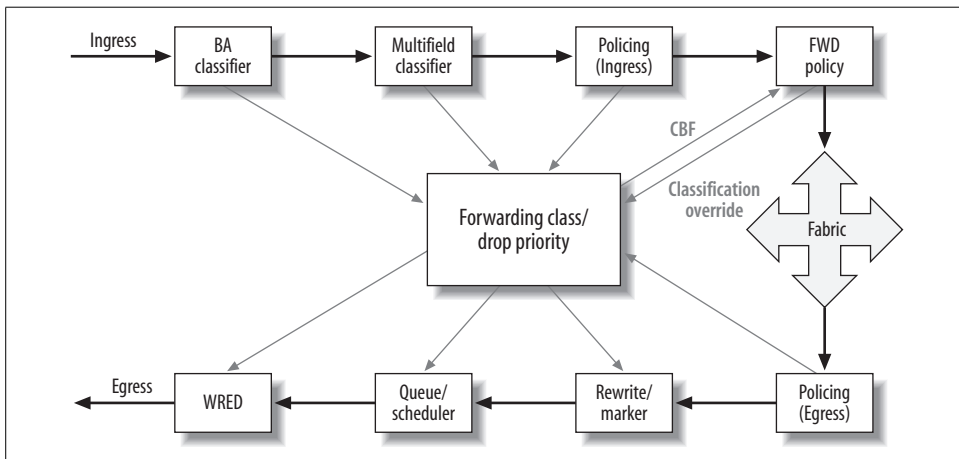 Ingress
BA
classifier
Multifield
classifier
Policing
(Ingress)
FWD
policy
CBF
Classification
override
Forwarding class/
drop priority
Fabric
Egress
WRED
Queue/
scheduler
Rewrite/
marker
Policing
(Egress)